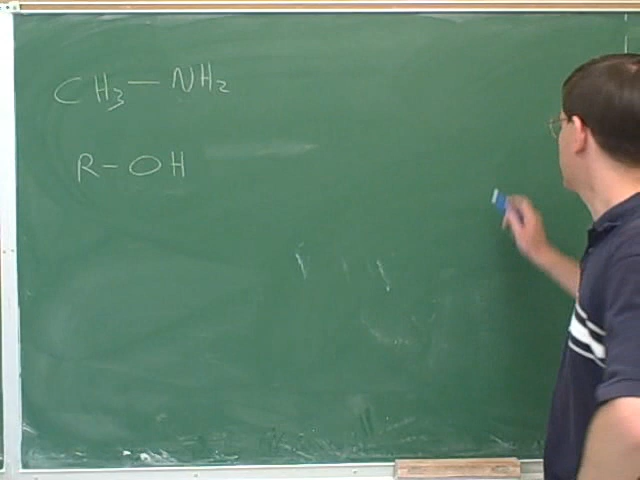 CH₃ — NH₂
R - OH